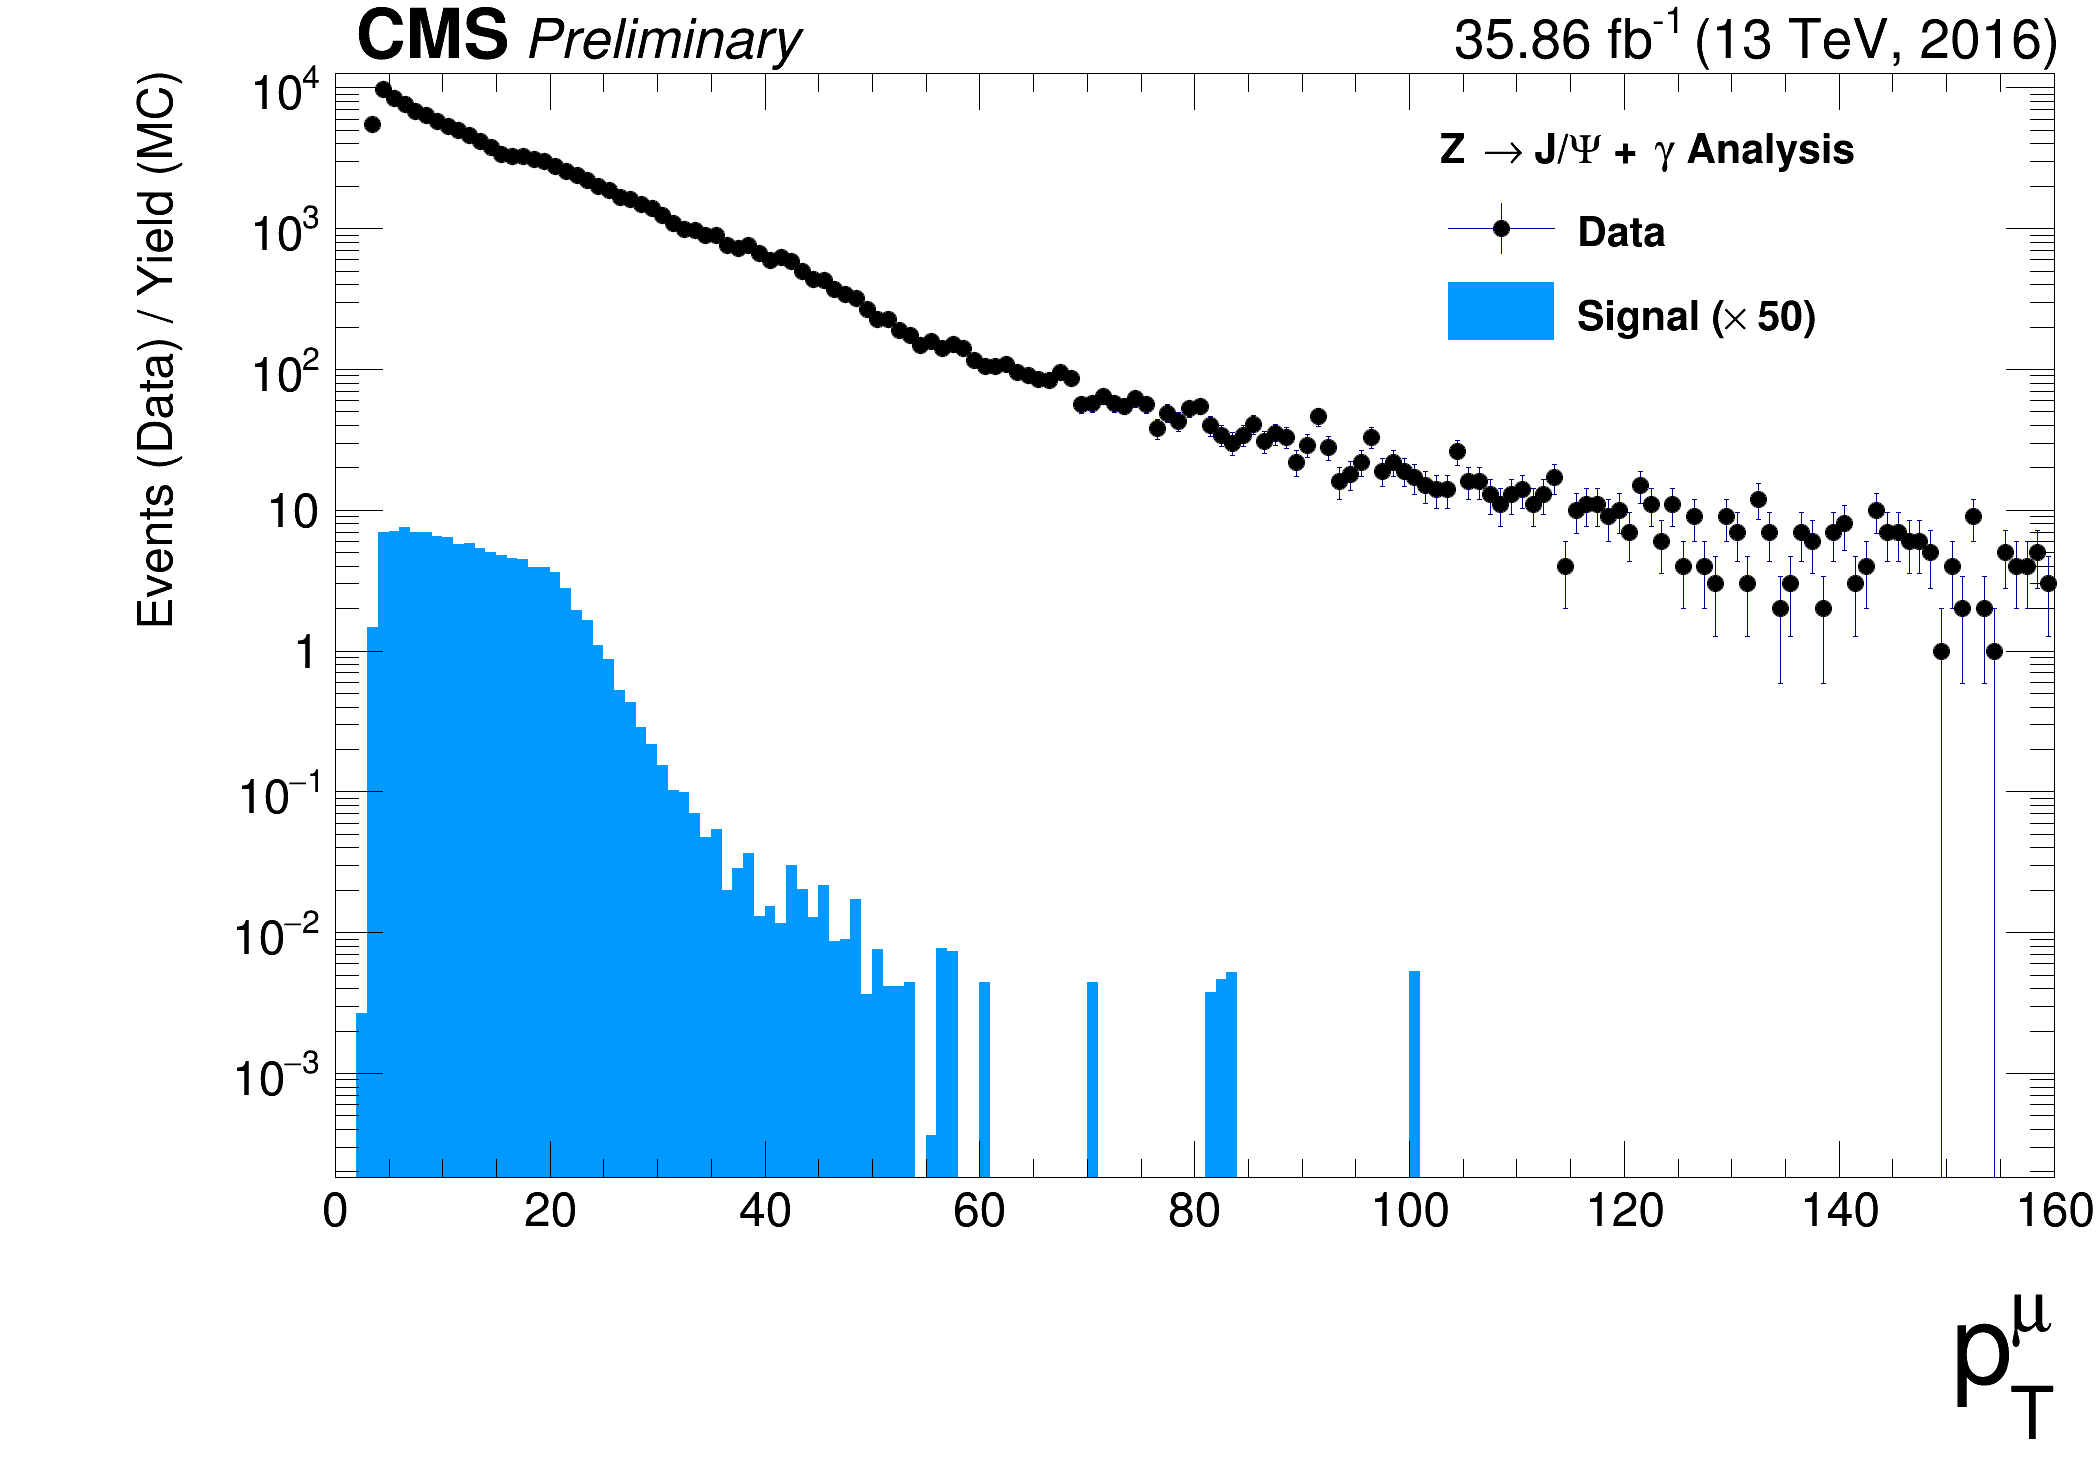 CMS Preliminary
35.86 fb⁻¹ (13 TeV, 2016)
Events (Data) / Yield (MC)
10⁴
10³
10²
10
1
10⁻¹
10⁻²
10⁻³
Z → J/Ψ + γ Analysis
Data
Signal (× 50)
0 20 40 60 80 100 120 140 160
p_T^μ